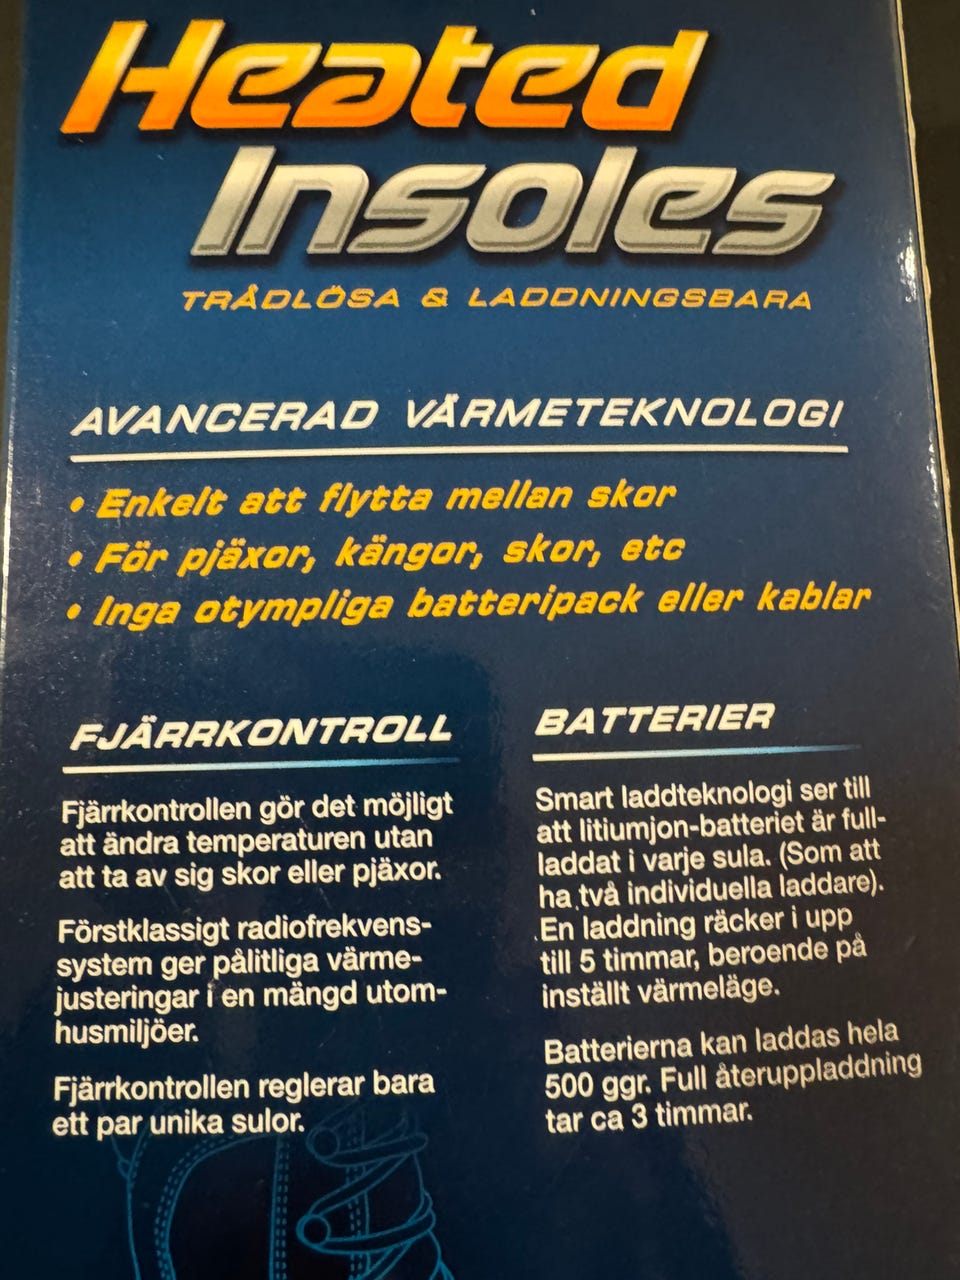 Heated
Insoles
TRÅDLÖSA & LADDNINGSBARA
AVANCERAD VÄRMETEKNOLOGI
• Enkelt att flytta mellan skor
• För pjäxor, kängor, skor, etc
• Inga otympliga batteripack eller kablar
FJÄRRKONTROLL
Fjärrkontrollen gör det möjligt
att ändra temperaturen utan
att ta av sig skor eller pjäxor.
Förstklassigt radiofrekvens-
system ger pålitliga värme-
justeringar i en mängd utom-
husmiljöer.
Fjärrkontrollen reglerar bara
ett par unika sulor.
BATTERIER
Smart laddteknologi ser till
att litiumjon-batteriet är full-
laddat i varje sula. (Som att
ha två individuella laddare).
En laddning räcker i upp
till 5 timmar, beroende på
inställt värmeläge.
Batterierna kan laddas hela
500 ggr. Full återuppladdning
tar ca 3 timmar.